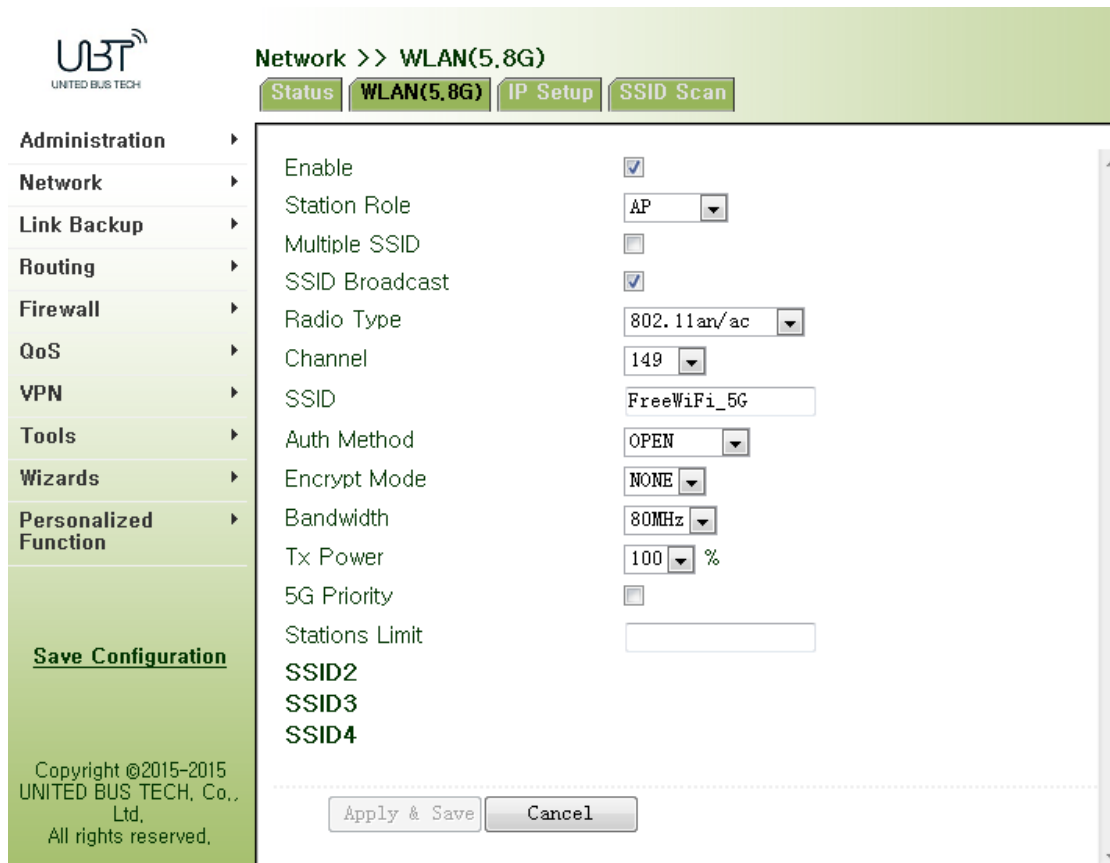 UBT
UNITED BUS TECH
Network >> WLAN(5.8G)
Status WLAN(5.8G) IP Setup SSID Scan
Administration
Network
Link Backup
Routing
Firewall
QoS
VPN
Tools
Wizards
Personalized
Function
Save Configuration
Copyright ©2015-2015
UNITED BUS TECH. Co.,
Ltd.
All rights reserved.
Enable
Station Role AP
Multiple SSID
SSID Broadcast
Radio Type 802.11an/ac
Channel 149
SSID FreeWiFi_5G
Auth Method OPEN
Encrypt Mode NONE
Bandwidth 80MHz
Tx Power 100 %
5G Priority
Stations Limit
SSID2
SSID3
SSID4
Apply & Save Cancel